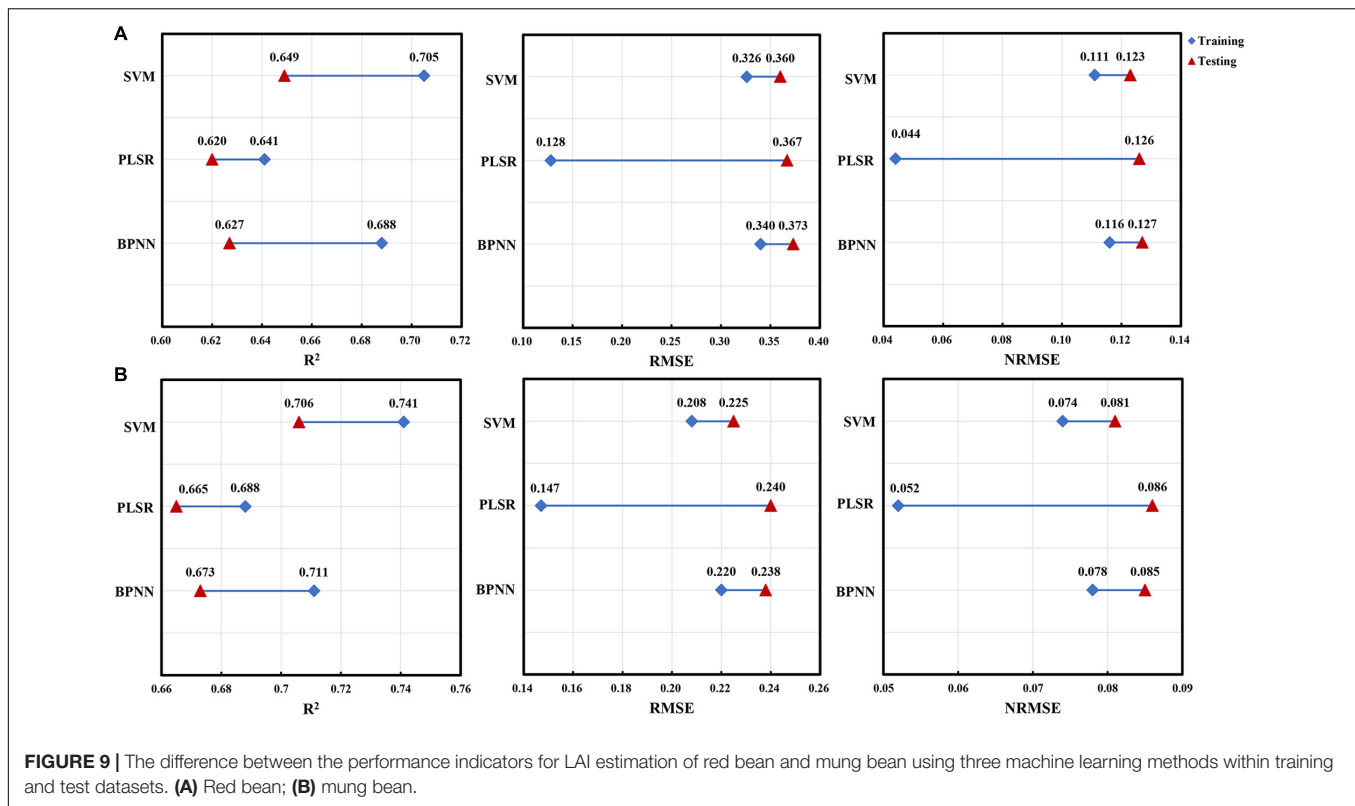 A
Training
Testing
SVM
0.649
0.705
PLSR
0.620
0.641
BPNN
0.627
0.688
0.60 0.62 0.64 0.66 0.68 0.70 0.72
R²
SVM
0.326
0.360
PLSR
0.128
0.367
BPNN
0.340
0.373
0.10 0.15 0.20 0.25 0.30 0.35 0.40
RMSE
SVM
0.111
0.123
PLSR
0.044
0.126
BPNN
0.116
0.127
0.04 0.06 0.08 0.10 0.12 0.14
NRMSE
B
SVM
0.706
0.741
PLSR
0.665
0.688
BPNN
0.673
0.711
0.66 0.68 0.7 0.72 0.74 0.76
R²
SVM
0.208
0.225
PLSR
0.147
0.240
BPNN
0.220
0.238
0.14 0.16 0.18 0.20 0.22 0.24 0.26
RMSE
SVM
0.074
0.081
PLSR
0.052
0.086
BPNN
0.078
0.085
0.05 0.06 0.07 0.08 0.09
NRMSE
FIGURE 9 | The difference between the performance indicators for LAI estimation of red bean and mung bean using three machine learning methods within training
and test datasets. (A) Red bean; (B) mung bean.